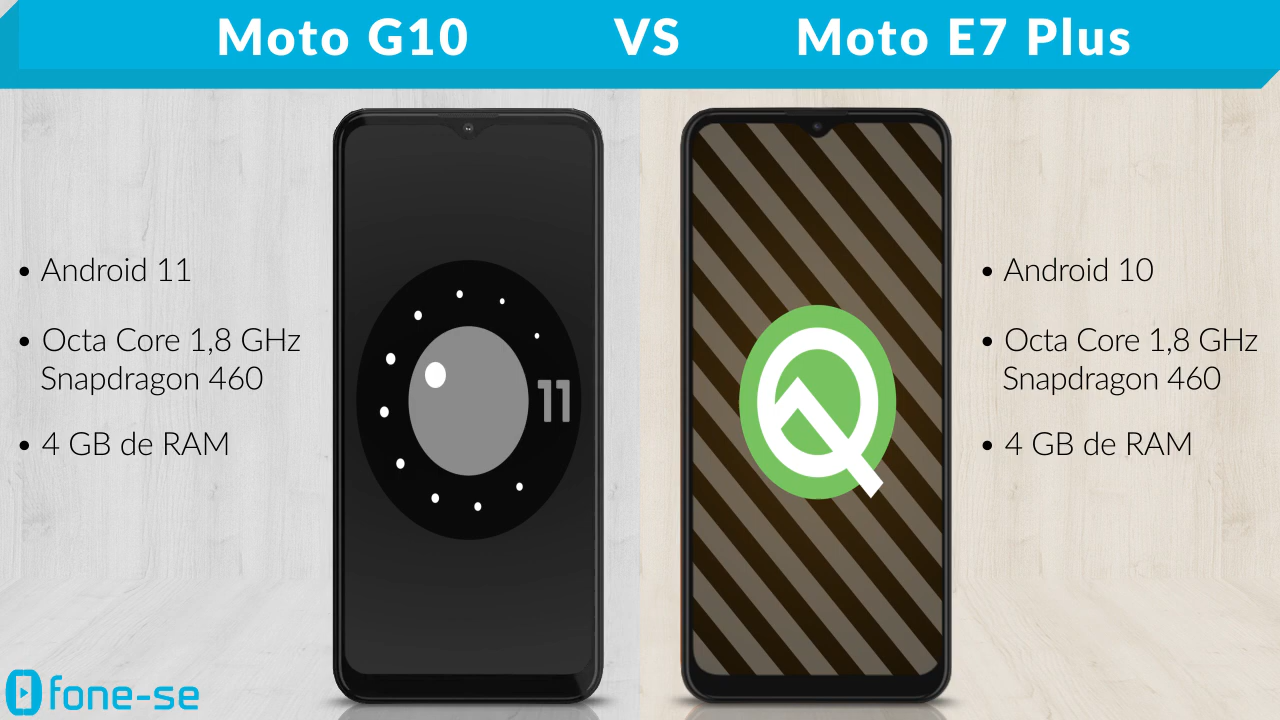 Moto G10 VS Moto E7 Plus
• Android 11
• Octa Core 1,8 GHz
Snapdragon 460
• 4 GB de RAM
11
• Android 10
• Octa Core 1,8 GHz
Snapdragon 460
• 4 GB de RAM
fone-se